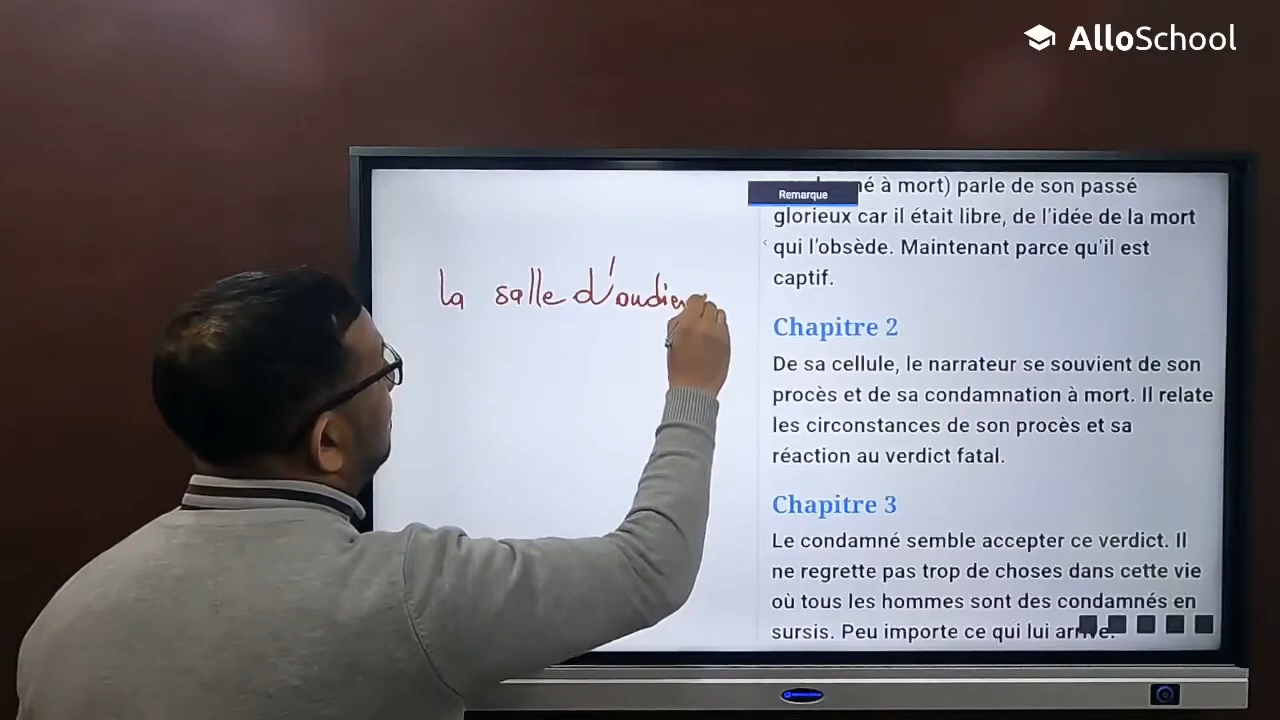 AlloSchool
la salle d'audien
Remarque
né à mort) parle de son passé
glorieux car il était libre, de l'idée de la mort
qui l'obsède. Maintenant parce qu'il est
captif.
Chapitre 2
De sa cellule, le narrateur se souvient de son
procès et de sa condamnation à mort. Il relate
les circonstances de son procès et sa
réaction au verdict fatal.
Chapitre 3
Le condamné semble accepter ce verdict. Il
ne regrette pas trop de choses dans cette vie
où tous les hommes sont des condamnés en
sursis. Peu importe ce qui lui arrive.